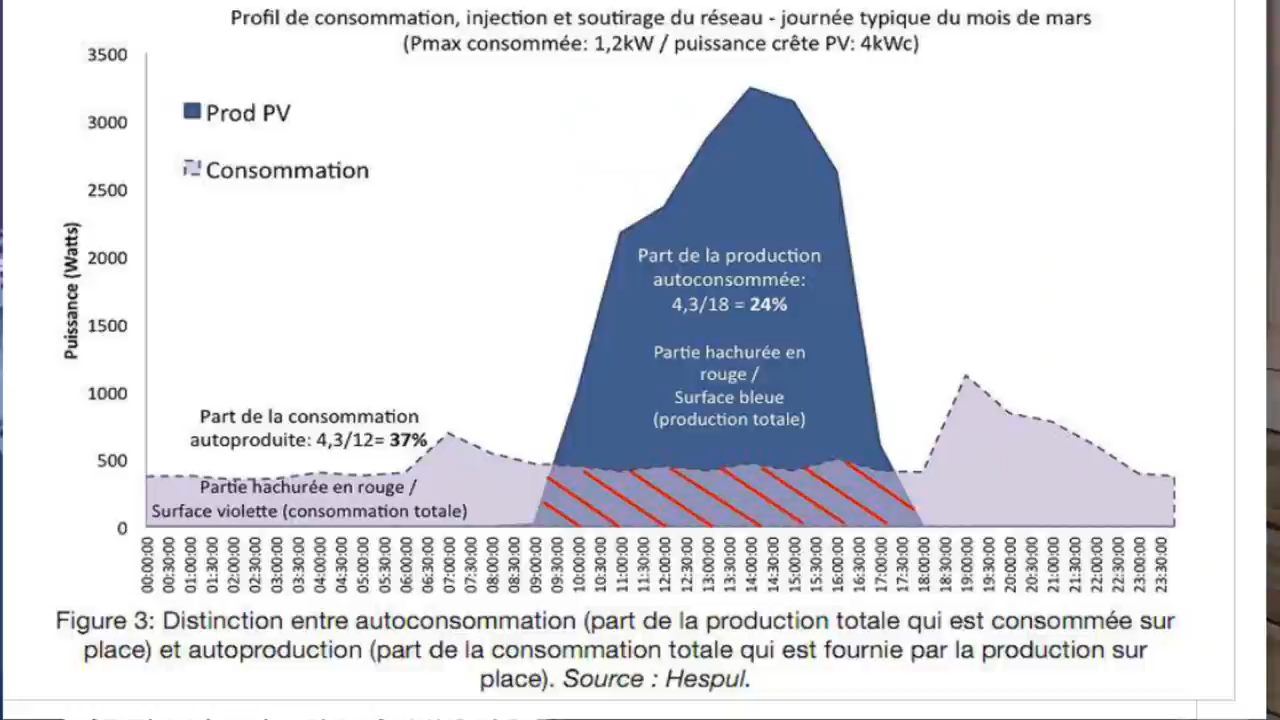 Profil de consommation, injection et soutirage du réseau - journée typique du mois de mars
(Pmax consommée: 1,2kW / puissance crête PV: 4kWc)
3500
3000
2500
2000
1500
1000
500
0
Puissance (Watts)
Prod PV
Consommation
Part de la production
autoconsommée:
4,3/18 = 24%
Partie hachurée en
rouge /
Surface bleue
(production totale)
Part de la consommation
autoproduite: 4,3/12= 37%
Partie hachurée en rouge /
Surface violette (consommation totale)
00:00:00
00:30:00
01:00:00
01:30:00
02:00:00
02:30:00
03:00:00
03:30:00
04:00:00
04:30:00
05:00:00
05:30:00
06:00:00
06:30:00
07:00:00
07:30:00
08:00:00
08:30:00
09:00:00
09:30:00
10:00:00
10:30:00
11:00:00
11:30:00
12:00:00
12:30:00
13:00:00
13:30:00
14:00:00
14:30:00
15:00:00
15:30:00
16:00:00
16:30:00
17:00:00
17:30:00
18:00:00
18:30:00
19:00:00
19:30:00
20:00:00
20:30:00
21:00:00
21:30:00
22:00:00
22:30:00
23:00:00
23:30:00
Figure 3: Distinction entre autoconsommation (part de la production totale qui est consommée sur
place) et autoproduction (part de la consommation totale qui est fournie par la production sur
place). Source : Hespul.